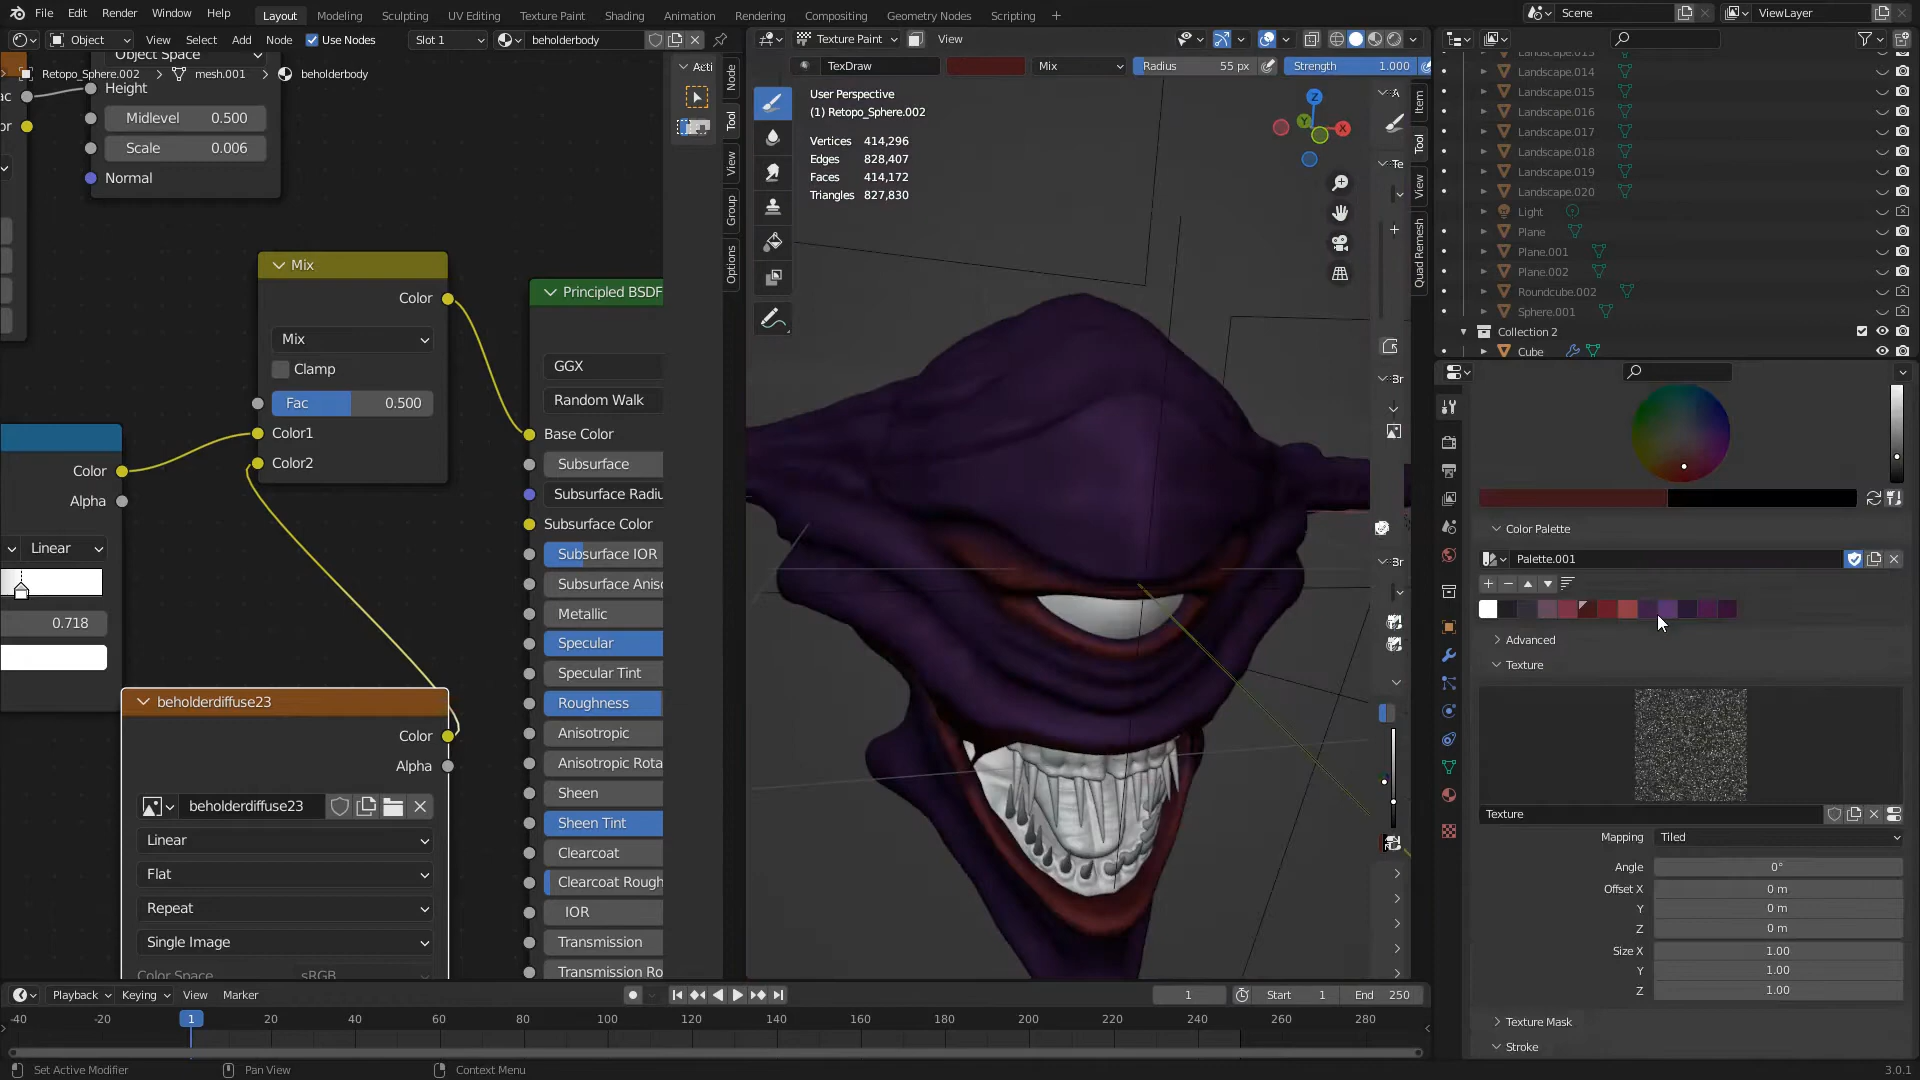 File Edit Render Window Help Layout Modeling Sculpting UV Editing Texture Paint Shading Animation Rendering Compositing Geometry Nodes Scripting + Scene ViewLayer
Object View Select Add Node Use Nodes Slot 1 beholderbody Texture Paint View
TexDraw Mix Radius 55 px Strength 1.000
Object Space
Retopo_Sphere.002 > mesh.001 > beholderbody
Height
Midlevel 0.500
Scale 0.006
Normal
Mix
Color
Mix
Clamp
Fac 0.500
Color1
Color2
Color
Alpha
Linear
0.718
beholderdiffuse23
Color
Alpha
beholderdiffuse23
Linear
Flat
Repeat
Single Image
Color Space sRGB
Principled BSDF
GGX
Random Walk
Base Color
Subsurface
Subsurface Radiu
Subsurface Color
Subsurface IOR
Subsurface Aniso
Metallic
Specular
Specular Tint
Roughness
Anisotropic
Anisotropic Rota
Sheen
Sheen Tint
Clearcoat
Clearcoat Rough
IOR
Transmission
Transmission Ro
Acti
Node
Tool
View
Group
Options
User Perspective
(1) Retopo_Sphere.002
Vertices 414,296
Edges 828,407
Faces 414,172
Triangles 827,830
Z
Y
X
A
Te
Br
Br
Item
Tool
View
Quad Remesh
Landscape.013
Landscape.014
Landscape.015
Landscape.016
Landscape.017
Landscape.018
Landscape.019
Landscape.020
Light
Plane
Plane.001
Plane.002
Roundcube.002
Sphere.001
Collection 2
Cube
Color Palette
Palette.001
Advanced
Texture
Texture
Mapping Tiled
Angle 0°
Offset X 0 m
Y 0 m
Z 0 m
Size X 1.00
Y 1.00
Z 1.00
Texture Mask
Stroke
Playback Keying View Marker 1 Start 1 End 250
-40 -20 1 20 40 60 80 100 120 140 160 180 200 220 240 260 280
Set Active Modifier Pan View Context Menu 3.0.1